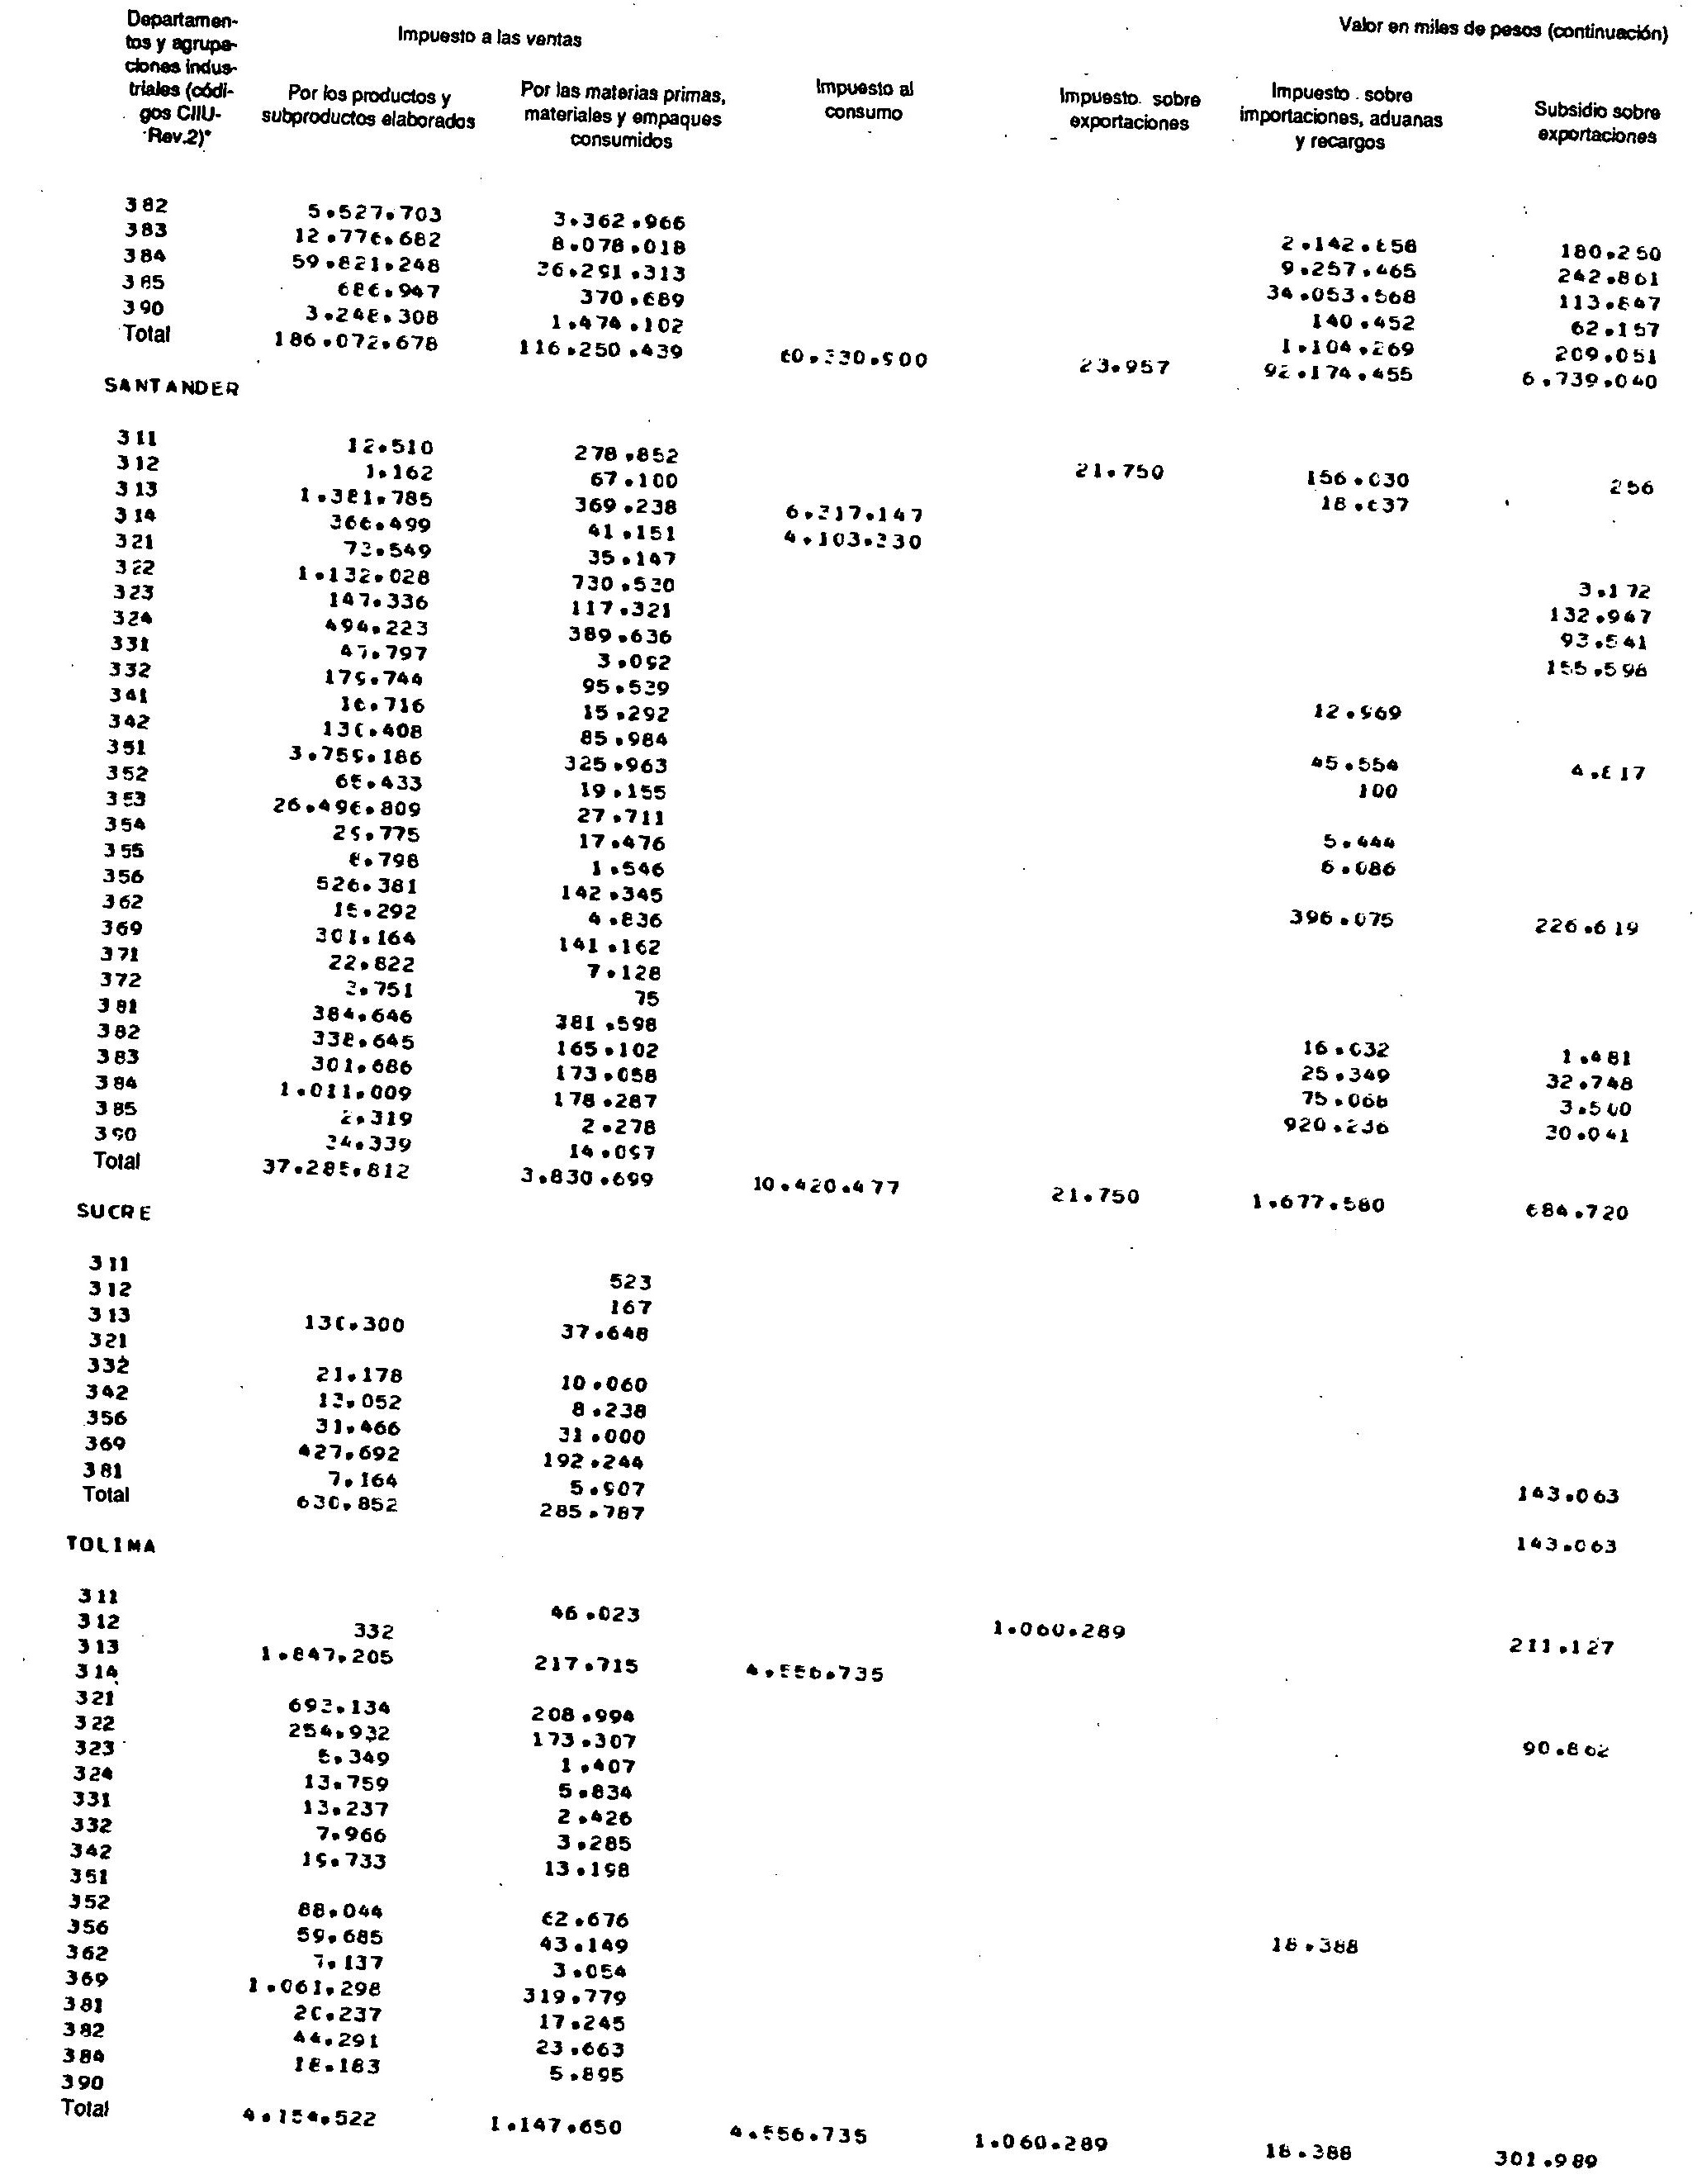 Departamen-
tos y agrupa- Impuesto a las ventas Valor en miles de pesos (continuación)
ciones indus-
triales (códi- Por los productos y Por las materias primas, Impuesto al Impuesto sobre Impuesto sobre Subsidio sobre
gos CIIU- subproductos elaborados materiales y empaques consumo exportaciones importaciones, aduanas exportaciones
Rev.2)* consumidos y recargos
382 5.527.703 3.362.966 2.142.858 180.250
383 12.776.682 8.078.018 9.257.465 242.861
384 59.821.248 36.291.313 34.053.568 113.847
385 686.947 370.689 140.452 62.157
390 3.248.308 1.474.102 1.104.269 209.051
Total 186.072.678 116.250.439 60.330.900 23.957 92.174.455 6.739.040
SANTANDER
311 12.510 278.852 21.750 156.030 256
312 1.162 67.100 18.637
313 1.381.785 369.238 6.317.147
314 366.499 41.151 4.103.330
321 73.549 35.147 3.172
322 1.132.028 730.530 132.947
323 147.336 117.321 93.541
324 494.223 389.636 155.598
331 47.797 3.092
332 179.744 95.539 12.969
341 16.716 15.292
342 130.408 85.984 45.554 4.817
351 3.759.186 325.963 100
352 65.433 19.155
353 26.496.809 27.711 5.444
354 29.775 17.476 6.086
355 6.798 1.546
356 526.381 142.345 396.075 226.619
362 15.292 4.836
369 301.164 141.162
371 22.822 7.128
372 3.751 75
381 384.646 381.598 16.032 1.481
382 338.645 165.102 25.349 32.748
383 301.686 173.058 75.066 3.500
384 1.011.009 178.287 920.236 30.041
385 2.319 2.278
390 34.339 14.097
Total 37.285.812 3.830.699 10.420.477 21.750 1.677.580 684.720
SUCRE
311 523
312 167
313 130.300 37.648
321
332 21.178 10.060
342 13.052 8.238
356 31.466 31.000
369 427.692 192.244
381 7.164 5.907 143.063
Total 630.852 285.787 143.063
TOLIMA
311 46.023 1.060.289 211.127
312 332
313 1.847.205 217.715 4.556.735
314
321 693.134 208.994 90.862
322 254.932 173.307
323 5.349 1.407
324 13.759 5.834
331 13.237 2.426
332 7.966 3.285
342 19.733 13.198
351
352 88.044 62.676 18.388
356 59.685 43.149
362 7.137 3.054
369 1.061.298 319.779
381 20.237 17.245
382 44.291 23.663
384 18.183 5.895
390
Total 4.154.522 1.147.650 4.556.735 1.060.289 18.388 301.989